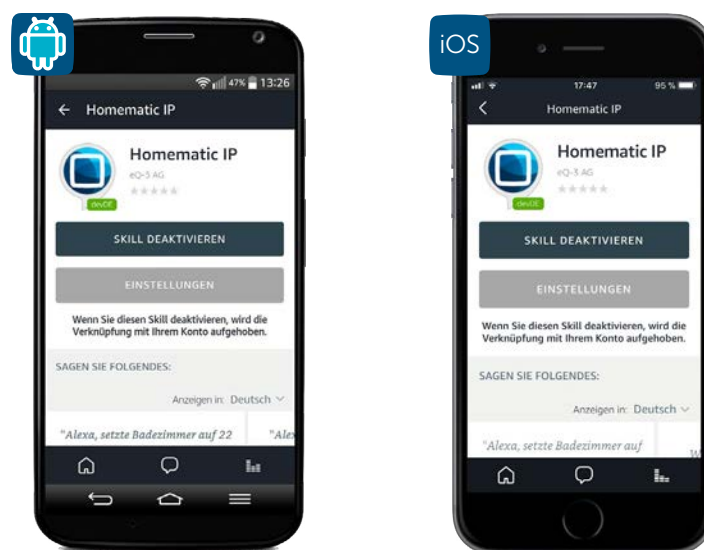 47% 13:26
Homematic IP
Homematic IP
eQ-3 AG
devDE
SKILL DEAKTIVIEREN
EINSTELLUNGEN
Wenn Sie diesen Skill deaktivieren, wird die
Verknüpfung mit Ihrem Konto aufgehoben.
SAGEN SIE FOLGENDES:
Anzeigen in: Deutsch
"Alexa, setzte Badezimmer auf 22
iOS
17:47 95 %
Homematic IP
Homematic IP
eQ-3 AG
devDE
SKILL DEAKTIVIEREN
EINSTELLUNGEN
Wenn Sie diesen Skill deaktivieren, wird die
Verknüpfung mit Ihrem Konto aufgehoben.
SAGEN SIE FOLGENDES:
Anzeigen in: Deutsch
"Alexa, setzte Badezimmer auf